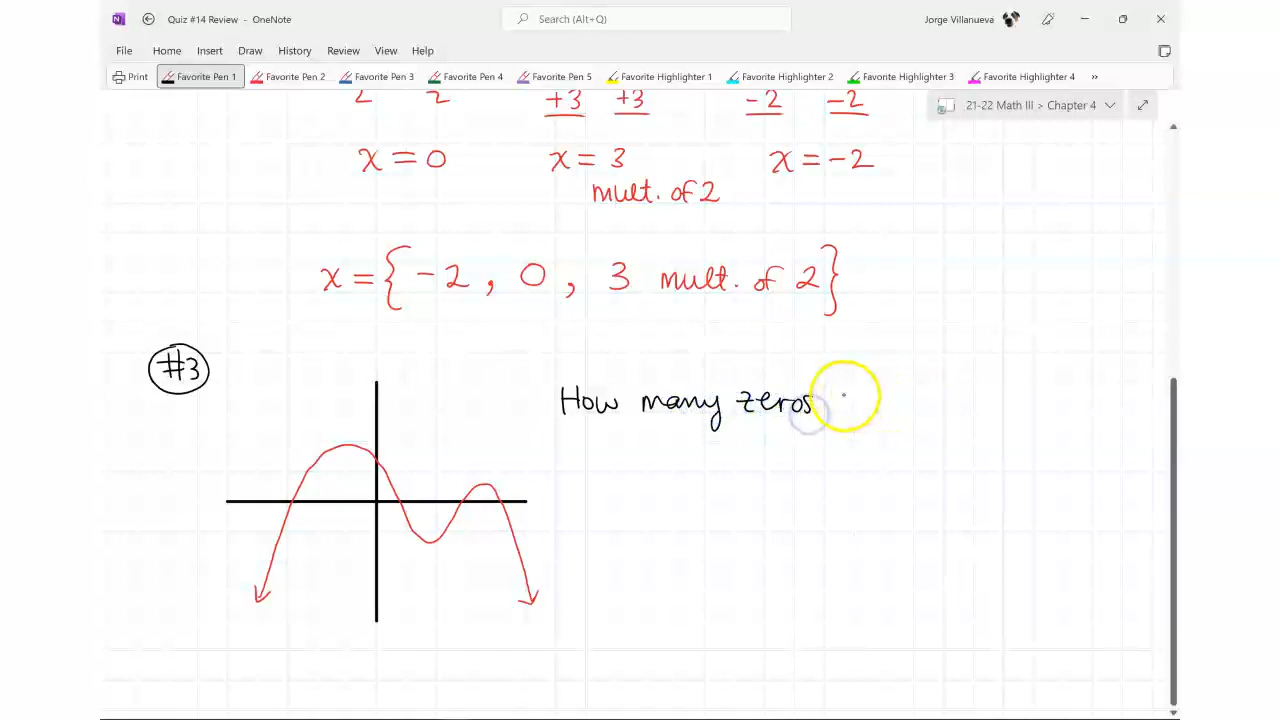 Quiz #14 Review - OneNote
Search (Alt+Q)
Jorge Villanueva
File Home Insert Draw History Review View Help
Print Favorite Pen 1 Favorite Pen 2 Favorite Pen 3 Favorite Pen 4 Favorite Pen 5 Favorite Highlighter 1 Favorite Highlighter 2 Favorite Highlighter 3 Favorite Highlighter 4 »
21-22 Math III > Chapter 4
2 2 +3 +3 -2 -2
x = 0 x = 3 x = -2
mult. of 2
x = { -2 , 0 , 3 mult. of 2 }
#3
How many zeros